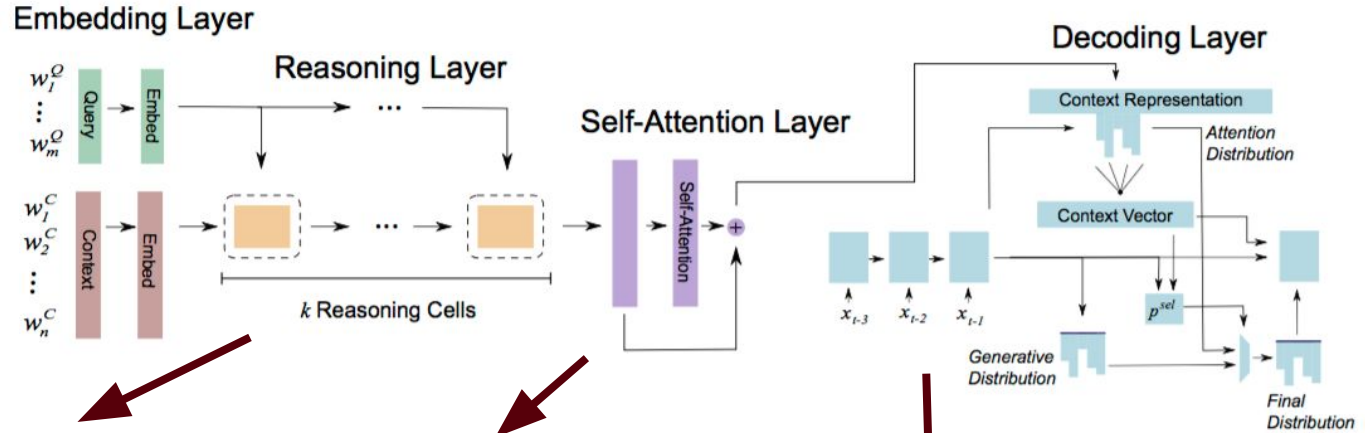 Embedding Layer
Reasoning Layer
Self-Attention Layer
Decoding Layer
w_1^Q
⋮
w_m^Q
Query
Embed
...
w_1^C
w_2^C
⋮
w_n^C
Context
Embed
...
k Reasoning Cells
Self-Attention
+
Context Representation
Attention
Distribution
Context Vector
x_{t-3}
x_{t-2}
x_{t-1}
p^{sel}
Generative
Distribution
Final
Distribution